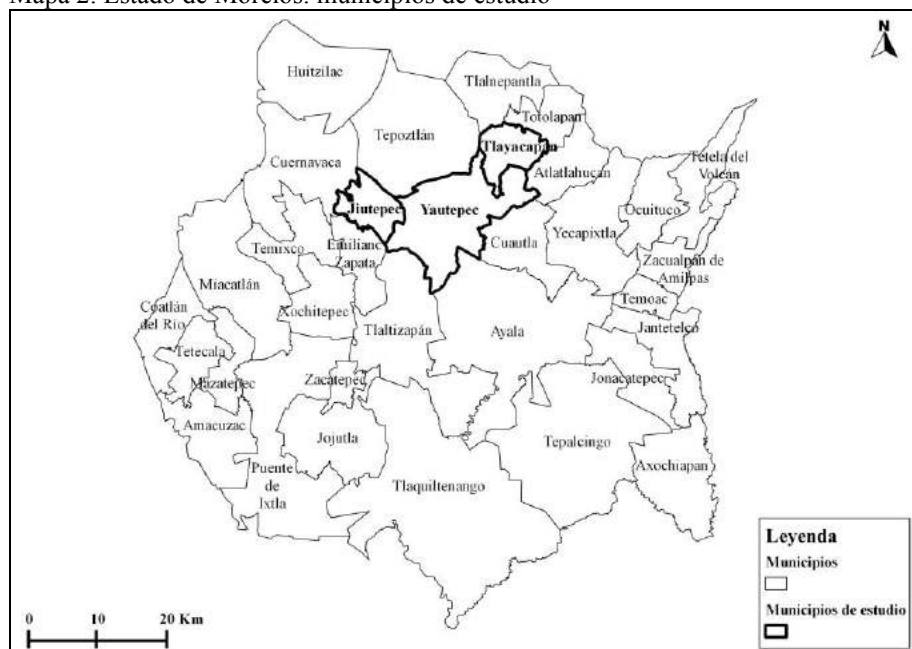 Mapa 2. Estado de Morelos: municipios de estudio
N
Huitzilac
Tlalnepantla
Totolapan
Tepoztlán
Tlayacapan
Cuernavaca
Atlatlahucan
Tetela del
Volcán
Jiutepec
Yautepec
Ocuituco
Cuautla
Yecapixtla
Temixco
Emiliano
Zapata
Zacualpan de
Amilpas
Miacatlán
Temoac
Coatlán
del Río
Xochitepec
Tlaltizapán
Ayala
Jantetelco
Tetecala
Mazatepec
Zacatepec
Jonacatepec
Amacuzac
Jojutla
Tepalcingo
Axochiapan
Puente
de
Ixtla
Tlaquiltenango
Leyenda
Municipios
Municipios de estudio
0 10 20 Km